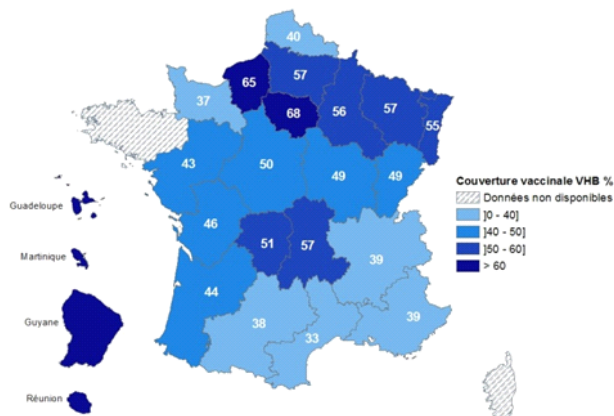 40
65
57
37
68
56
57
55
43
50
49
49
46
51
57
39
44
38
33
39
Guadeloupe
Martinique
Guyane
Réunion
Couverture vaccinale VHB %
Données non disponibles
]0 - 40]
]40 - 50]
]50 - 60]
> 60